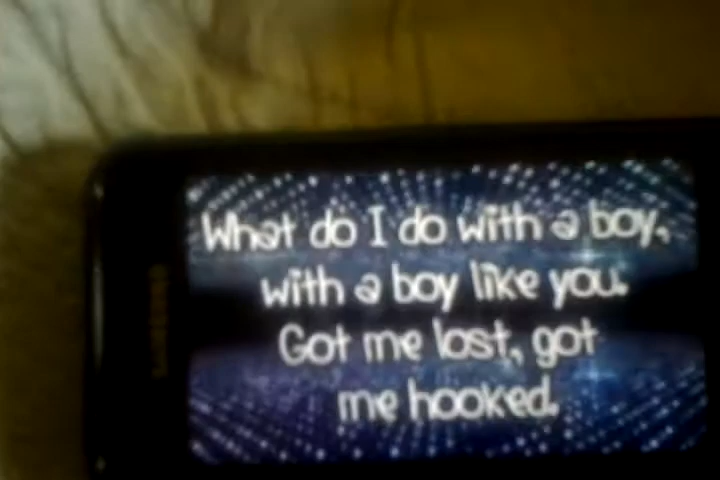 What do I do with a boy,
with a boy like you.
Got me lost, got
me hooked.